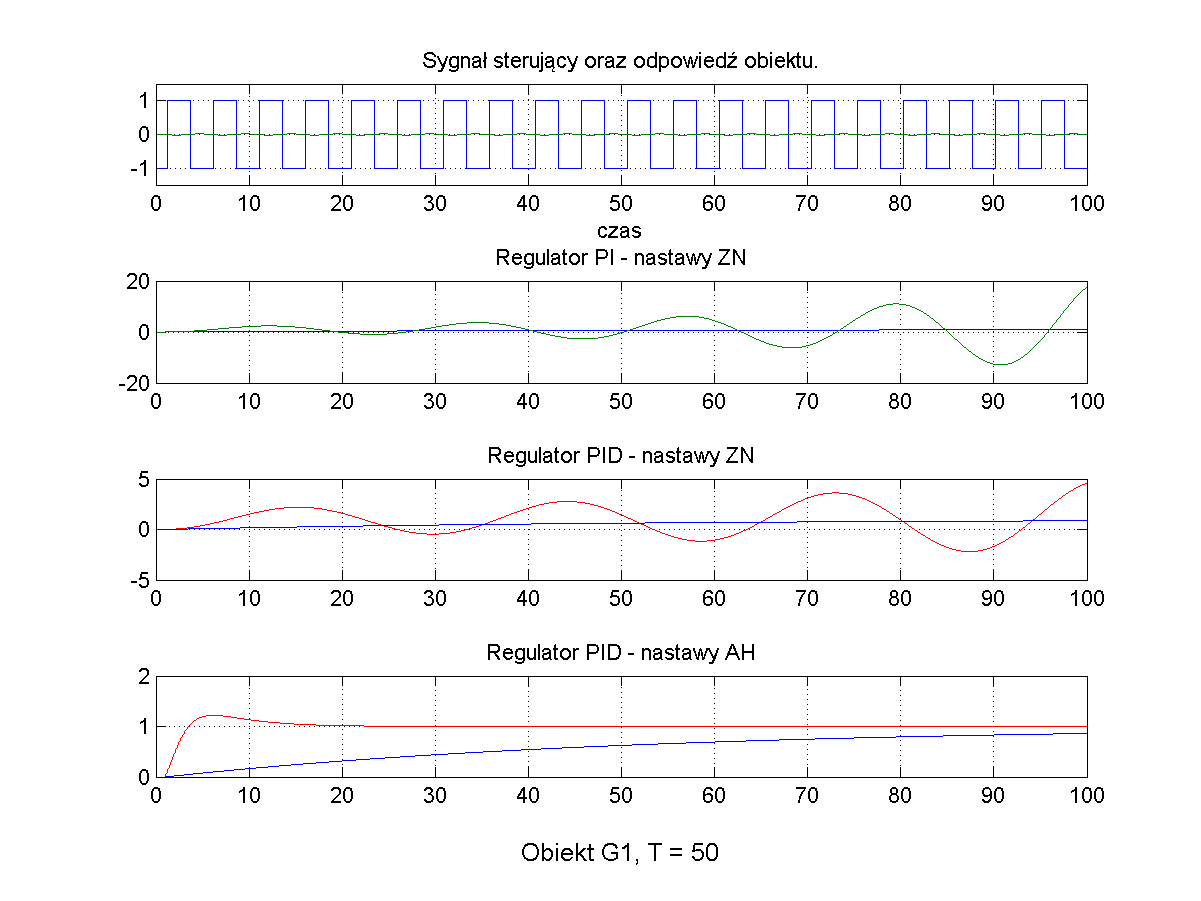 Sygnał sterujący oraz odpowiedź obiektu.
1
0
-1
0 10 20 30 40 50 60 70 80 90 100
czas
Regulator PI - nastawy ZN
20
0
-20
0 10 20 30 40 50 60 70 80 90 100
Regulator PID - nastawy ZN
5
0
-5
0 10 20 30 40 50 60 70 80 90 100
Regulator PID - nastawy AH
2
1
0
0 10 20 30 40 50 60 70 80 90 100
Obiekt G1, T = 50